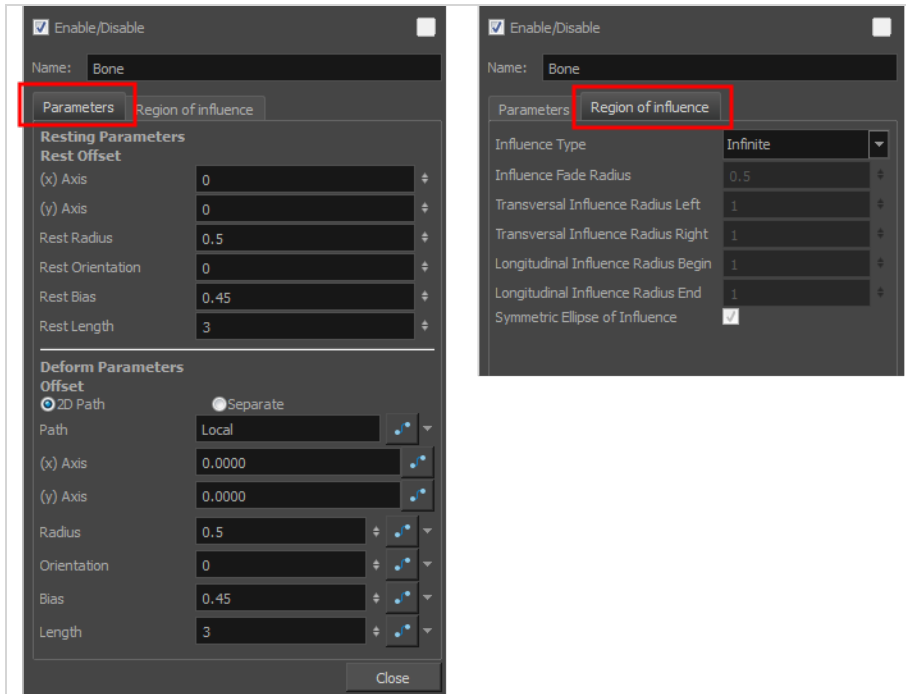 Enable/Disable
Name: Bone
Parameters Region of influence
Resting Parameters
Rest Offset
(x) Axis 0
(y) Axis 0
Rest Radius 0.5
Rest Orientation 0
Rest Bias 0.45
Rest Length 3
Deform Parameters
Offset
2D Path Separate
Path Local
(x) Axis 0.0000
(y) Axis 0.0000
Radius 0.5
Orientation 0
Bias 0.45
Length 3
Close
Enable/Disable
Name: Bone
Parameters Region of influence
Influence Type Infinite
Influence Fade Radius 0.5
Transversal Influence Radius Left 1
Transversal Influence Radius Right 1
Longitudinal Influence Radius Begin 1
Longitudinal Influence Radius End 1
Symmetric Ellipse of Influence